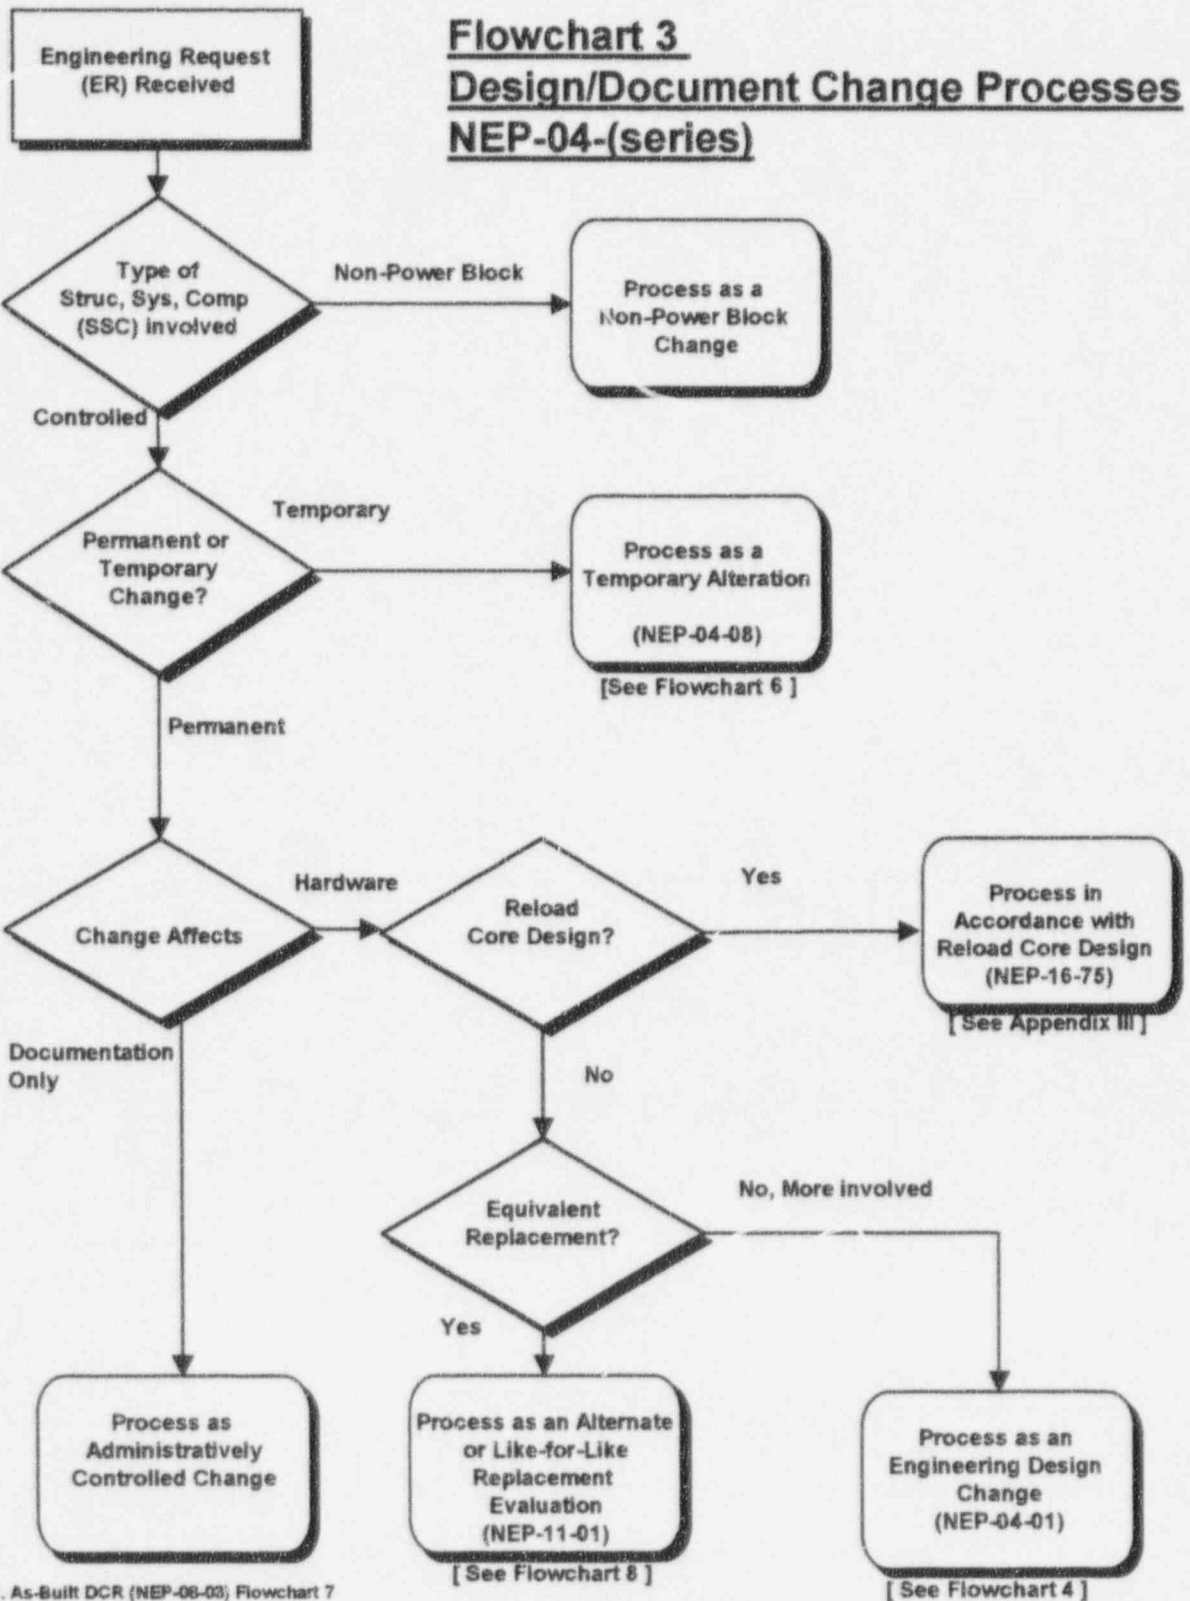 Flowchart 3
Design/Document Change Processes
NEP-04-(series)
Engineering Request
(ER) Received
Type of
Struc, Sys, Comp
(SSC) involved
Non-Power Block
Process as a
Non-Power Block
Change
Controlled
Permanent or
Temporary
Change?
Temporary
Process as a
Temporary Alteration
(NEP-04-08)
[See Flowchart 6 ]
Permanent
Change Affects
Hardware
Reload
Core Design?
Yes
Process in
Accordance with
Reload Core Design
(NEP-16-75)
[ See Appendix III ]
Documentation
Only
No
Equivalent
Replacement?
No, More involved
Yes
Process as
Administratively
Controlled Change
Process as an Alternate
or Like-for-Like
Replacement
Evaluation
(NEP-11-01)
[ See Flowchart 8 ]
Process as an
Engineering Design
Change
(NEP-04-01)
[ See Flowchart 4 ]
. As-Built DCR (NEP-08-03) Flowchart 7